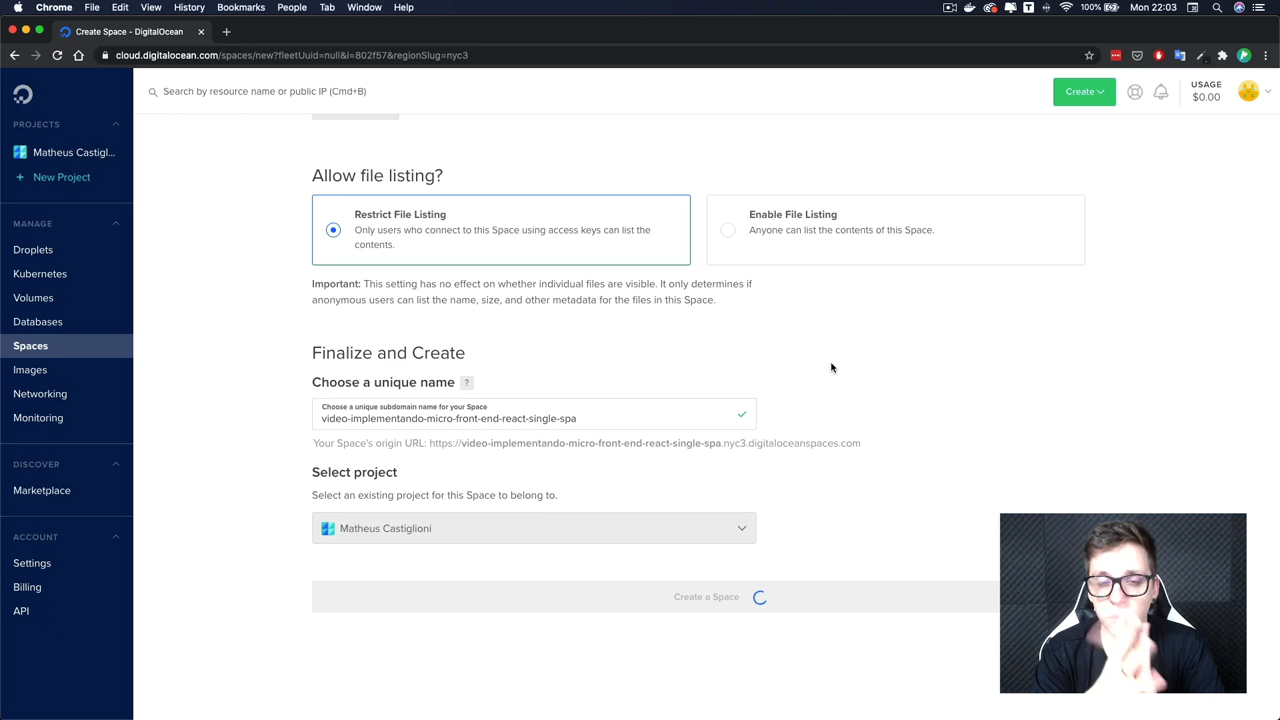 Chrome File Edit View History Bookmarks People Tab Window Help
100% Mon 22:03
Create Space - DigitalOcean
cloud.digitalocean.com/spaces/new?fleetUuid=null&i=802f57&regionSlug=nyc3
Search by resource name or public IP (Cmd+B)
Create
USAGE
$0.00
PROJECTS
Matheus Castigl...
+ New Project
MANAGE
Droplets
Kubernetes
Volumes
Databases
Spaces
Images
Networking
Monitoring
DISCOVER
Marketplace
ACCOUNT
Settings
Billing
API
Allow file listing?
Restrict File Listing
Only users who connect to this Space using access keys can list the
contents.
Enable File Listing
Anyone can list the contents of this Space.
Important: This setting has no effect on whether individual files are visible. It only determines if
anonymous users can list the name, size, and other metadata for the files in this Space.
Finalize and Create
Choose a unique name ?
Choose a unique subdomain name for your Space
video-implementando-micro-front-end-react-single-spa
Your Space's origin URL: https://video-implementando-micro-front-end-react-single-spa.nyc3.digitaloceanspaces.com
Select project
Select an existing project for this Space to belong to.
Matheus Castiglioni
Create a Space